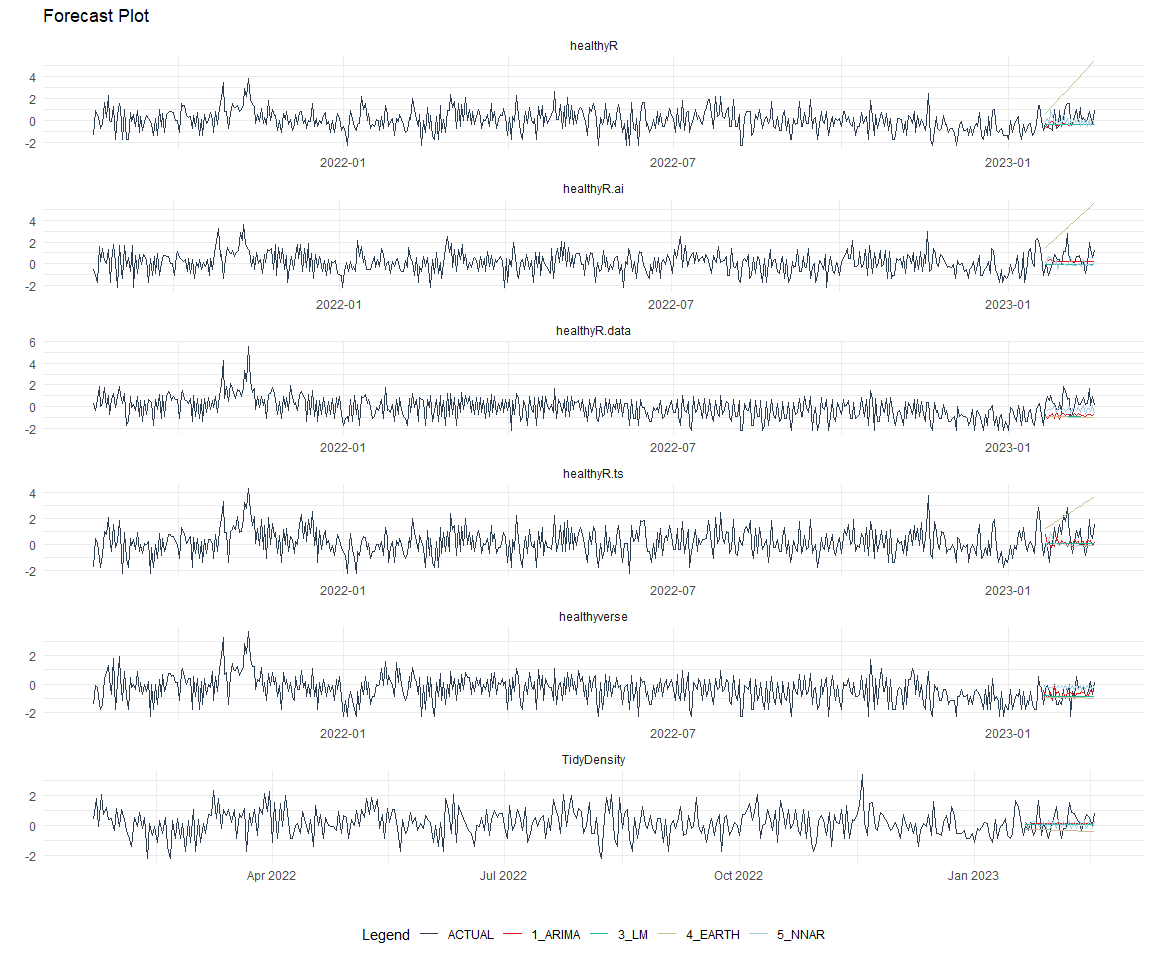 Forecast Plot
healthyR
4
2
0
-2
2022-01 2022-07 2023-01
healthyR.ai
4
2
0
-2
2022-01 2022-07 2023-01
healthyR.data
6
4
2
0
-2
2022-01 2022-07 2023-01
healthyR.ts
4
2
0
-2
2022-01 2022-07 2023-01
healthyverse
2
0
-2
2022-01 2022-07 2023-01
TidyDensity
2
0
-2
Apr 2022 Jul 2022 Oct 2022 Jan 2023
Legend ACTUAL 1_ARIMA 3_LM 4_EARTH 5_NNAR